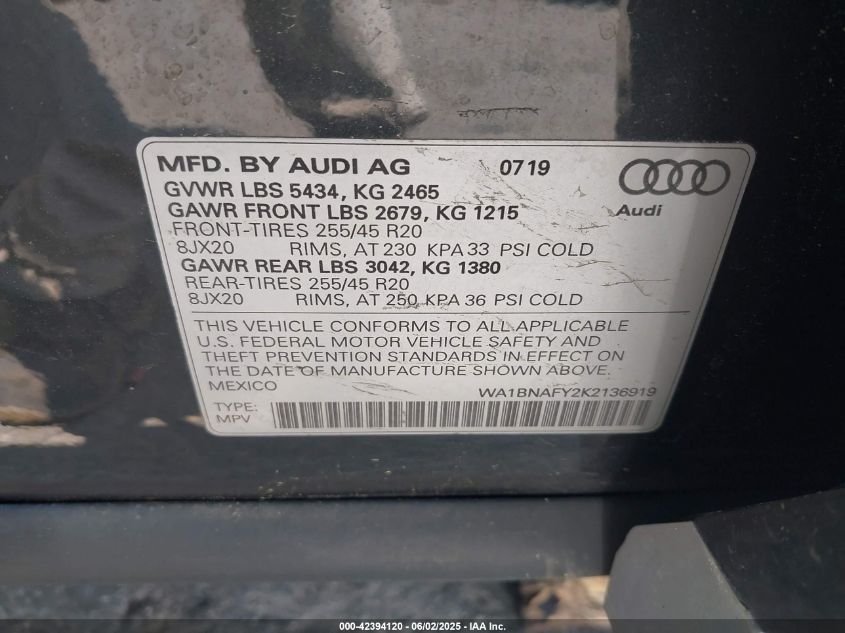 MFD. BY AUDI AG 0719
GVWR LBS 5434, KG 2465
GAWR FRONT LBS 2679, KG 1215
Audi
FRONT-TIRES 255/45 R20
8JX20 RIMS, AT 230 KPA 33 PSI COLD
GAWR REAR LBS 3042, KG 1380
REAR-TIRES 255/45 R20
8JX20 RIMS, AT 250 KPA 36 PSI COLD
THIS VEHICLE CONFORMS TO ALL APPLICABLE
U.S. FEDERAL MOTOR VEHICLE SAFETY AND
THEFT PREVENTION STANDARDS IN EFFECT ON
THE DATE OF MANUFACTURE SHOWN ABOVE.
MEXICO WA1BNAFY2K2136919
TYPE:
MPV
000-42394120 - 06/02/2025 - IAA Inc.